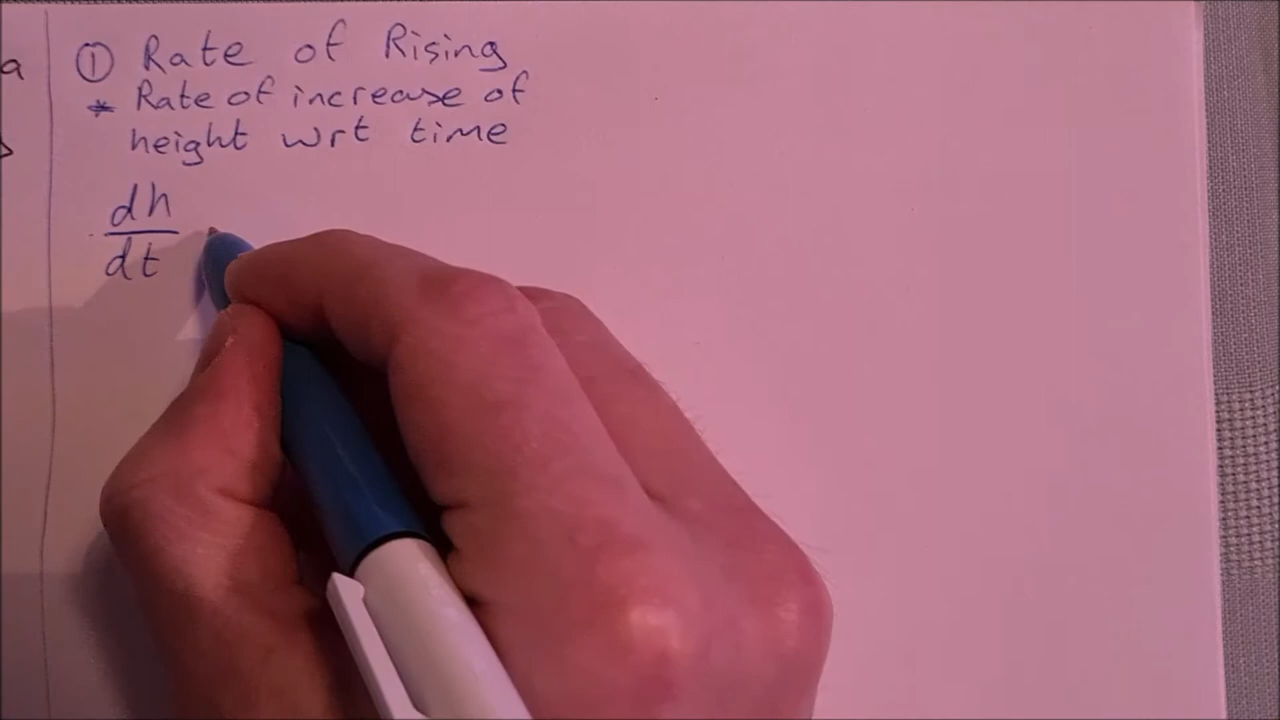 a
① Rate of Rising
* Rate of increase of
height wrt time
dh
dt